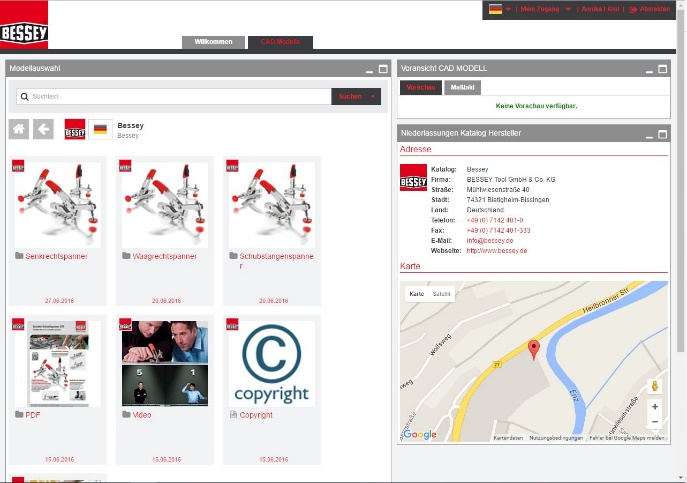 BESSEY
Mein Zugang | Annika Likol | Abmelden
Willkommen
CAD Modelle
Modellauswahl
Suchtext
Suchen
BESSEY
Bessey
Bessey
Senkrechtspanner
Waagrechtspanner
Schubstangenspanne
r
27.06.2016
20.06.2016
20.06.2016
BESSEY
PDF
5
1
Video
©
copyright
Copyright
15.06.2016
15.06.2016
15.06.2016
Voransicht CAD MODELL
Vorschau
Maßbild
Keine Vorschau verfügbar.
Niederlassungen Katalog Hersteller
Adresse
BESSEY
Katalog: Bessey
Firma: BESSEY Tool GmbH & Co. KG
Straße: Mühlwiesenstraße 40
Stadt: 74321 Bietigheim-Bissingen
Land: Deutschland
Telefon: +49 (0) 7142 401-0
Fax: +49 (0) 7142 401-333
E-Mail: info@bessey.de
Webseite: http://www.bessey.de
Karte
Karte
Satellit
Heilbronner Str
Wolfsweg
27
Enz
Google
Kartendaten
Nutzungsbedingungen
Fehler bei Google Maps melden